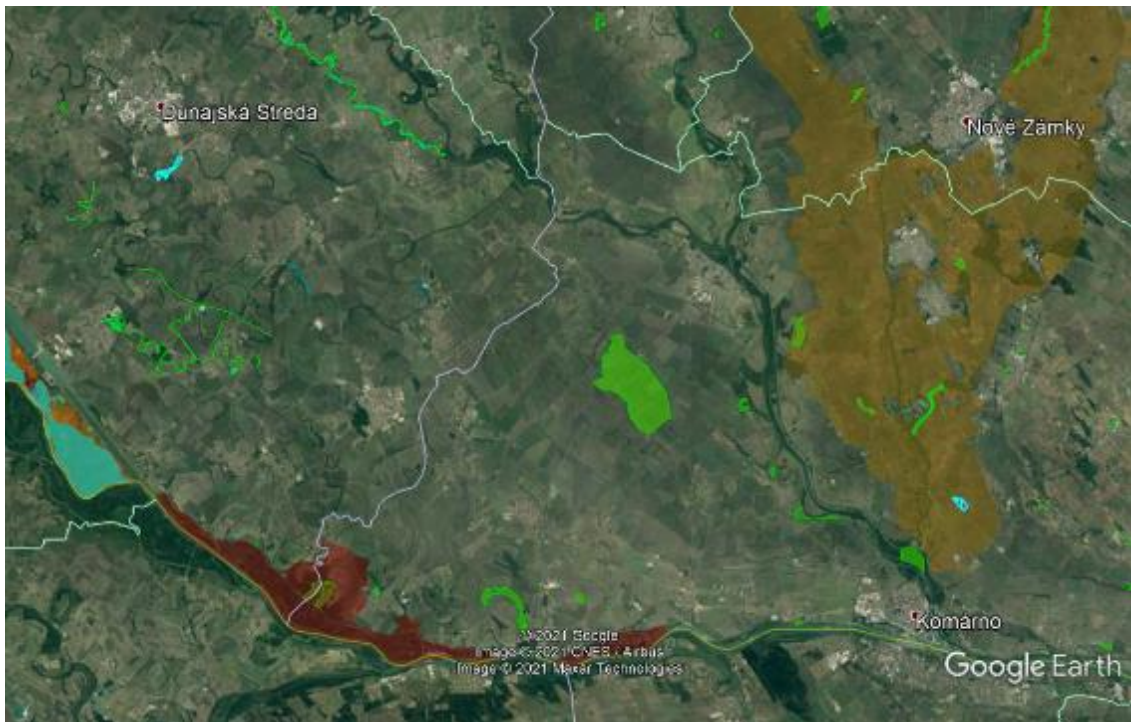 Dunajská Streda
Nové Zámky
Komárno
© 2021 Google
Image © 2021 CNES / Airbus
Image © 2021 Maxar Technologies
Google Earth